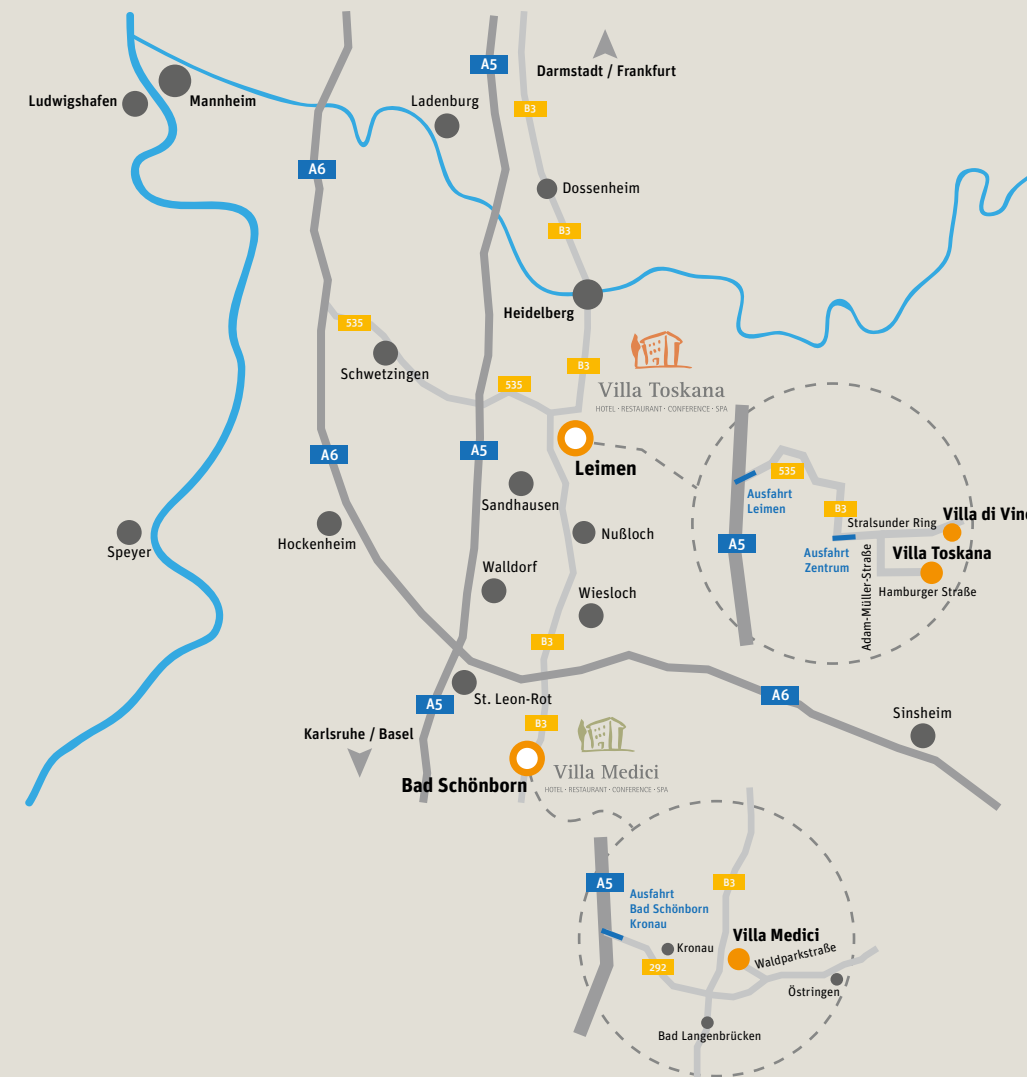 A5
Darmstadt / Frankfurt
Ludwigshafen
Mannheim
Ladenburg
B3
A6
Dossenheim
B3
Heidelberg
535
Schwetzingen
B3
535
Villa Toskana
HOTEL · RESTAURANT · CONFERENCE · SPA
A6
A5
Leimen
Sandhausen
Hockenheim
Speyer
Nußloch
Walldorf
Wiesloch
B3
535
Ausfahrt
Leimen
B3
Stralsunder Ring
A5
Ausfahrt
Zentrum
Villa Toskana
Hamburger Straße
Adam-Müller-Straße
St. Leon-Rot
A5
A6
Sinsheim
Karlsruhe / Basel
B3
Bad Schönborn
Villa Medici
HOTEL · RESTAURANT · CONFERENCE · SPA
A5
Ausfahrt
Bad Schönborn
Kronau
B3
Villa Medici
Kronau
Waldparkstraße
292
Östringen
Bad Langenbrücken
Villa di Vino